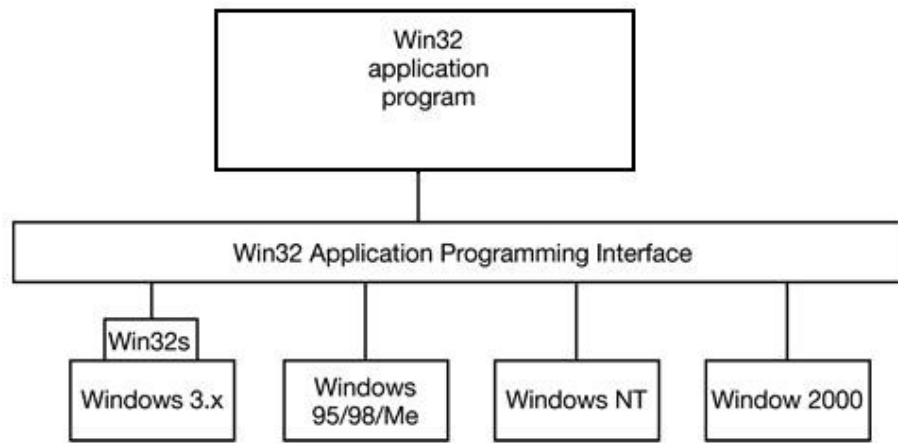 Win32
application
program
Win32 Application Programming Interface
Win32s
Windows 3.x
Windows
95/98/Me
Windows NT
Window 2000